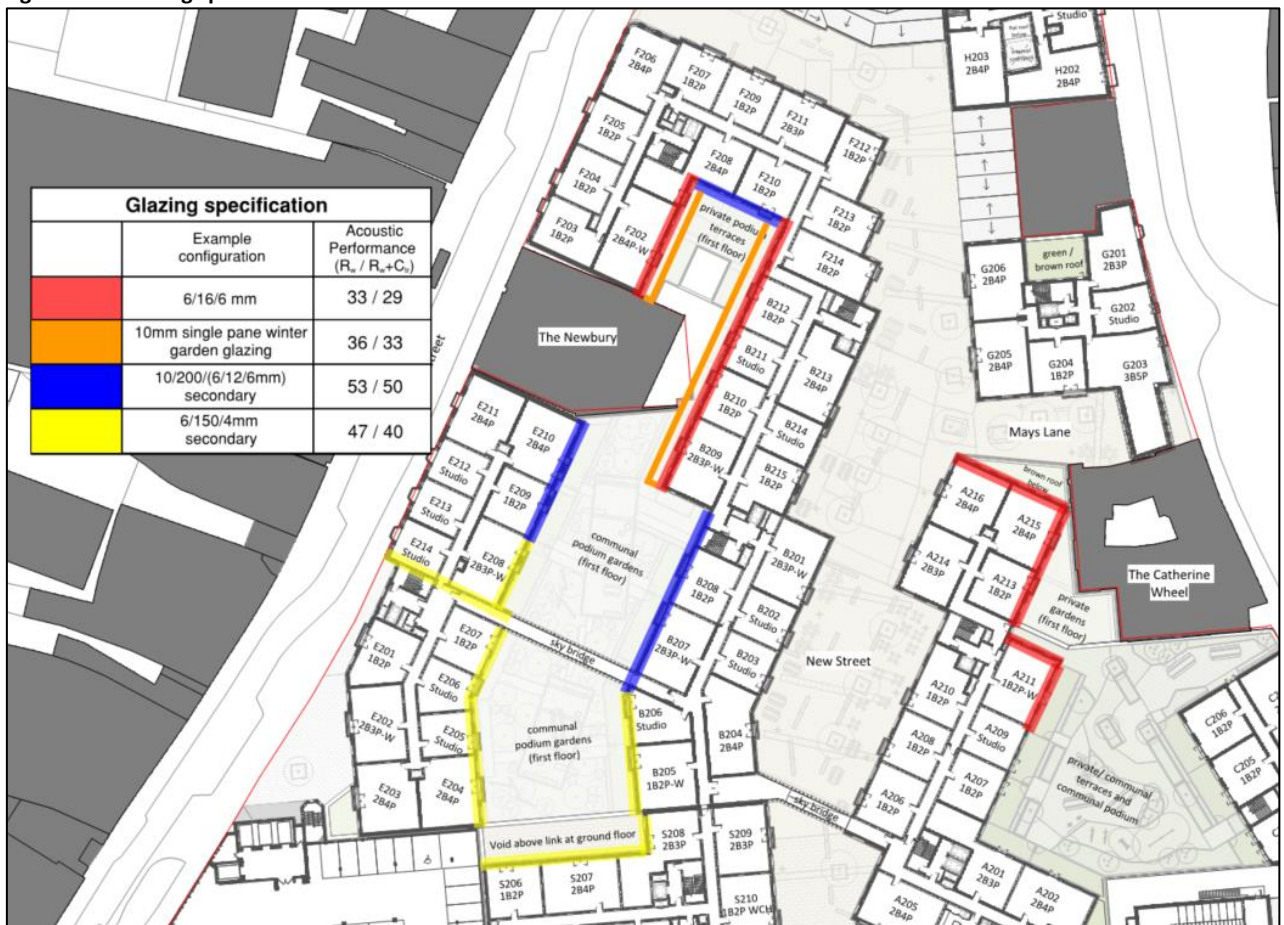 Glazing specification
Example
configuration
Acoustic
Performance
(Rw / Rw+Ctr)
6/16/6 mm
33 / 29
10mm single pane winter
garden glazing
36 / 33
10/200/(6/12/6mm)
secondary
53 / 50
6/150/4mm
secondary
47 / 40
F206
2B4P
F207
1B2P
F209
1B2P
F211
2B3P
F212
1B2P
F205
1B2P
F208
2B4P
F210
1B2P
F204
1B2P
F203
1B2P
F202
2B4P-W
F213
1B2P
F214
1B2P
private podium
terraces
(first floor)
The Newbury
B212
1B2P
B211
Studio
B213
2B4P
B210
1B2P
B214
Studio
B209
2B3P-W
B215
1B2P
E211
2B4P
E210
2B4P
E212
Studio
E209
1B2P
E213
Studio
E208
2B3P-W
E214
Studio
communal
podium gardens
(first floor)
B208
1B2P
B201
2B3P-W
B207
2B3P-W
B202
Studio
B203
Studio
sky bridge
E207
1B2P
E201
1B2P
E206
Studio
E202
2B3P-W
E205
Studio
E203
2B4P
E204
2B4P
communal
podium gardens
(first floor)
B206
Studio
B204
2B4P
B205
1B2P-W
Void above link at ground floor
S208
2B3P
S209
2B3P
S206
1B2P
S207
2B4P
S210
1B2P WCH
sky bridge
New Street
Studio
H203
2B4P
H202
2B4P
green /
brown roof
G201
2B3P
G206
2B4P
G202
Studio
G205
2B4P
G204
1B2P
G203
3B5P
Mays Lane
brown roof
below
A216
2B4P
A215
2B4P
A214
2B3P
A213
1B2P
The Catherine
Wheel
private
gardens
(first floor)
A211
1B2P-W
A210
1B2P
A209
Studio
A208
1B2P
A207
1B2P
A206
1B2P
private/ communal
terraces and
communal podium
C206
1B2P
C205
1B2P
A201
2B3P
A202
2B4P
A205
2B4P